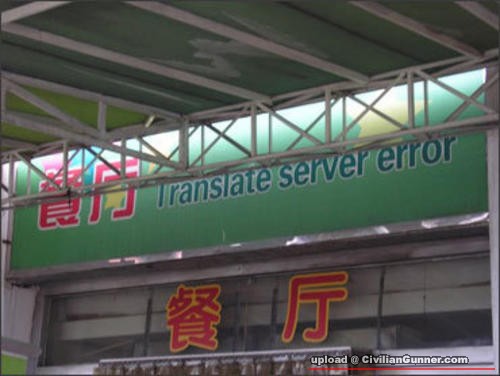 餐厅 Translate server error
餐厅
upload @ CivilianGunner.com